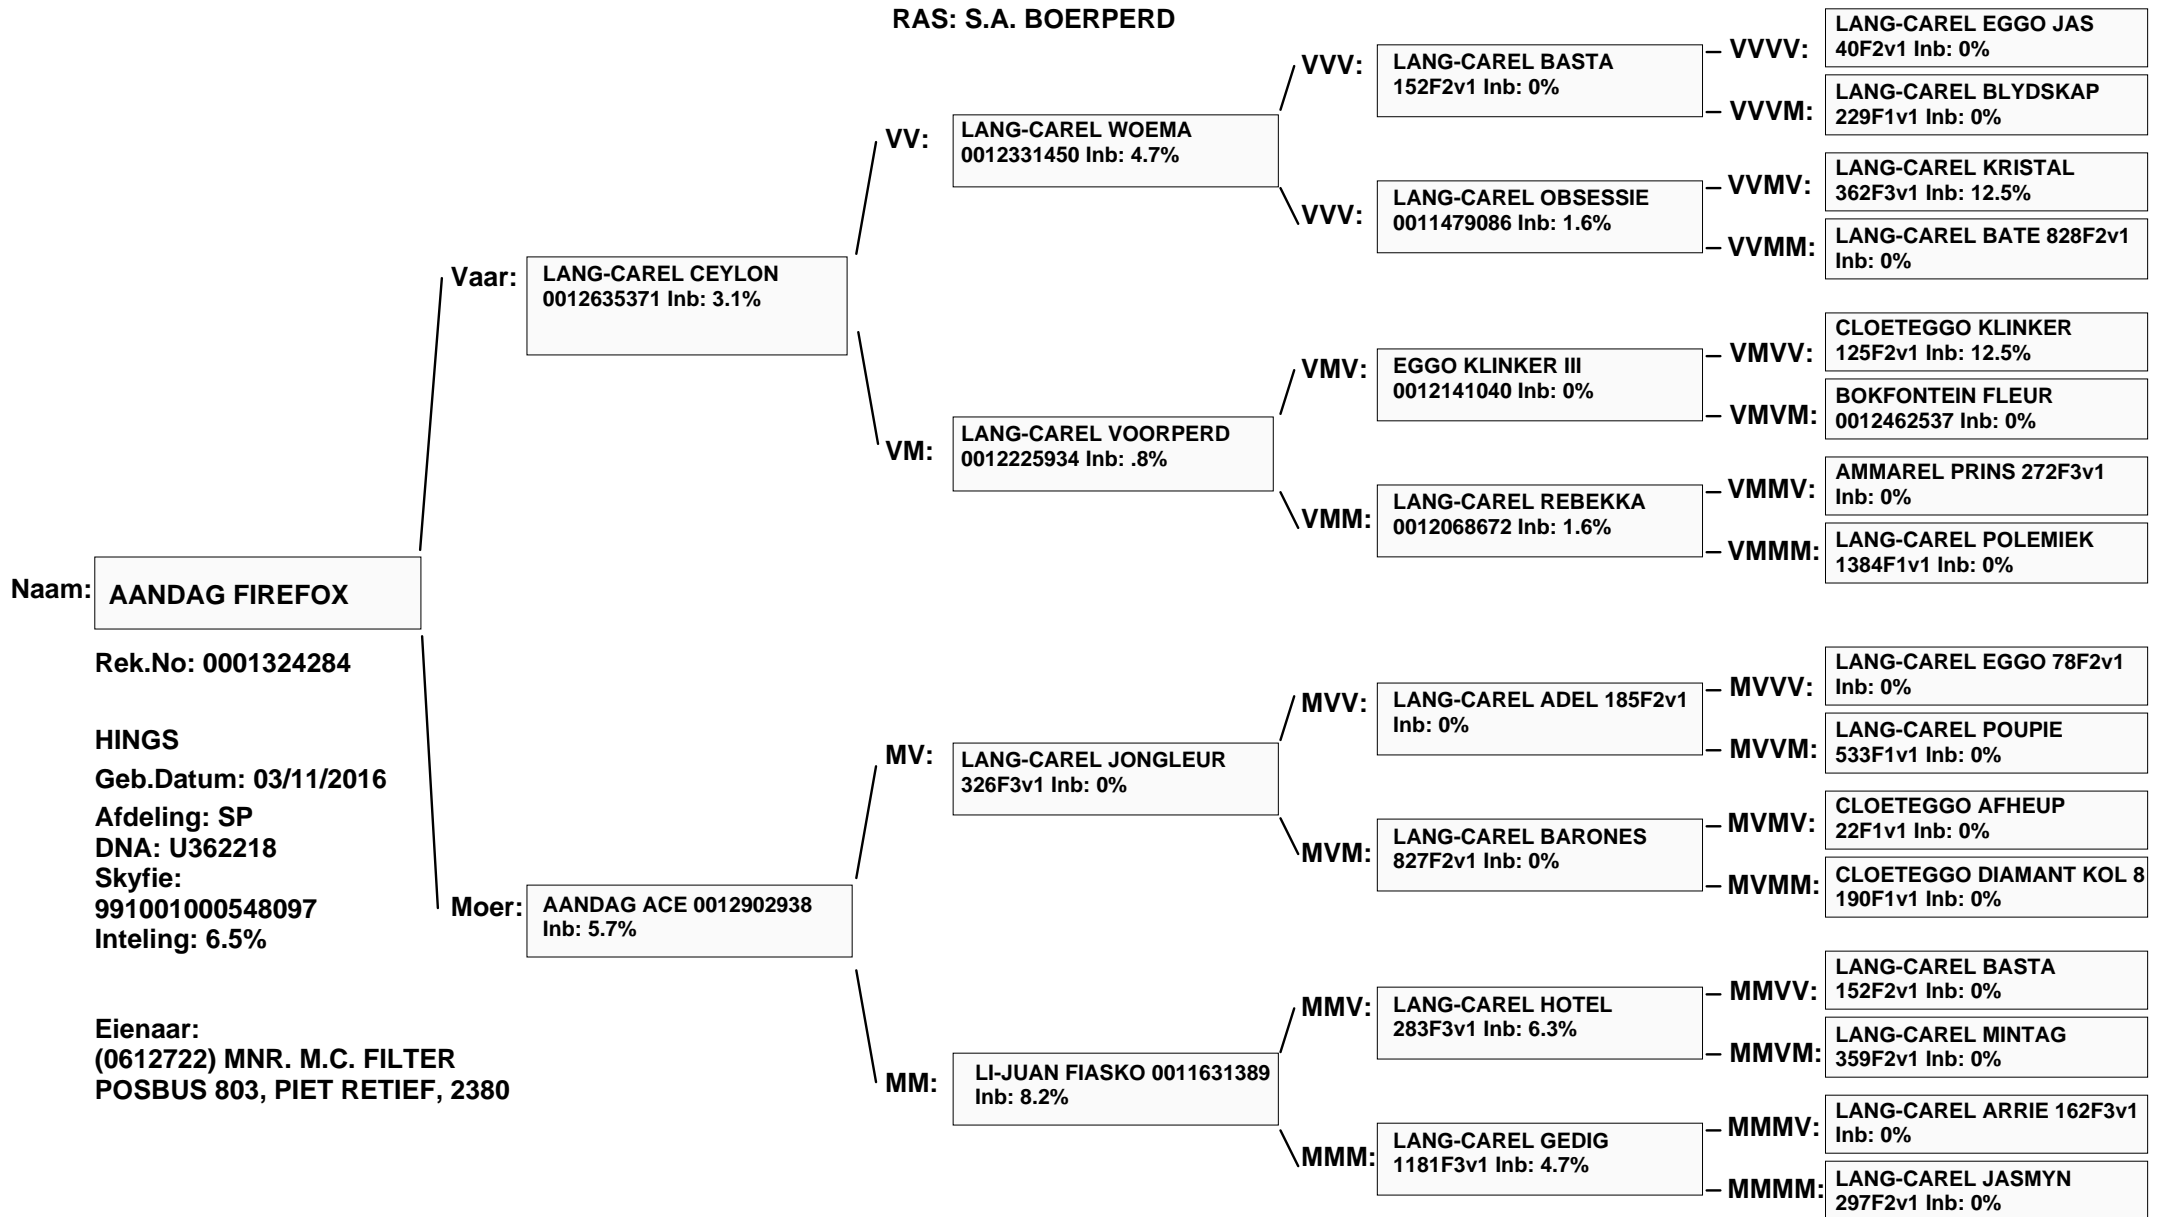 RAS: S.A. BOERPERD
Naam:
AANDAG FIREFOX
Rek.No: 0001324284
HINGS
Geb.Datum: 03/11/2016
Afdeling: SP
DNA: U362218
Skyfie:
991001000548097
Inteling: 6.5%
Eienaar:
(0612722) MNR. M.C. FILTER
POSBUS 803, PIET RETIEF, 2380
Vaar:
LANG-CAREL CEYLON
0012635371 Inb: 3.1%
Moer:
AANDAG ACE 0012902938
Inb: 5.7%
VV:
LANG-CAREL WOEMA
0012331450 Inb: 4.7%
VM:
LANG-CAREL VOORPERD
0012225934 Inb: .8%
MV:
LANG-CAREL JONGLEUR
326F3v1 Inb: 0%
MM:
LI-JUAN FIASKO 0011631389
Inb: 8.2%
VVV:
LANG-CAREL BASTA
152F2v1 Inb: 0%
VVV:
LANG-CAREL OBSESSIE
0011479086 Inb: 1.6%
VMV:
EGGO KLINKER III
0012141040 Inb: 0%
VMM:
LANG-CAREL REBEKKA
0012068672 Inb: 1.6%
MVV:
LANG-CAREL ADEL 185F2v1
Inb: 0%
MVM:
LANG-CAREL BARONES
827F2v1 Inb: 0%
MMV:
LANG-CAREL HOTEL
283F3v1 Inb: 6.3%
MMM:
LANG-CAREL GEDIG
1181F3v1 Inb: 4.7%
VVVV:
LANG-CAREL EGGO JAS
40F2v1 Inb: 0%
VVVM:
LANG-CAREL BLYDSKAP
229F1v1 Inb: 0%
VVMV:
LANG-CAREL KRISTAL
362F3v1 Inb: 12.5%
VVMM:
LANG-CAREL BATE 828F2v1
Inb: 0%
VMVV:
CLOETEGGO KLINKER
125F2v1 Inb: 12.5%
VMVM:
BOKFONTEIN FLEUR
0012462537 Inb: 0%
VMMV:
AMMAREL PRINS 272F3v1
Inb: 0%
VMMM:
LANG-CAREL POLEMIEK
1384F1v1 Inb: 0%
MVVV:
LANG-CAREL EGGO 78F2v1
Inb: 0%
MVVM:
LANG-CAREL POUPIE
533F1v1 Inb: 0%
MVMV:
CLOETEGGO AFHEUP
22F1v1 Inb: 0%
MVMM:
CLOETEGGO DIAMANT KOL 8
190F1v1 Inb: 0%
MMVV:
LANG-CAREL BASTA
152F2v1 Inb: 0%
MMVM:
LANG-CAREL MINTAG
359F2v1 Inb: 0%
MMMV:
LANG-CAREL ARRIE 162F3v1
Inb: 0%
MMMM:
LANG-CAREL JASMYN
297F2v1 Inb: 0%